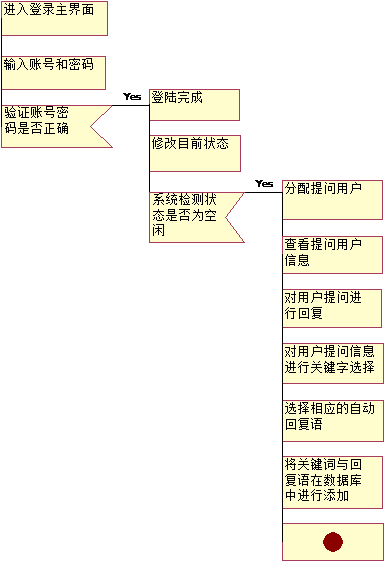 进入登录主界面
输入账号和密码
验证账号密
码是否正确
Yes
登陆完成
修改目前状态
系统检测状
态是否为空
闲
Yes
分配提问用户
查看提问用户
信息
对用户提问进
行回复
对用户提问信息
进行关键字选择
选择相应的自动
回复语
将关键词与回
复语在数据库
中进行添加